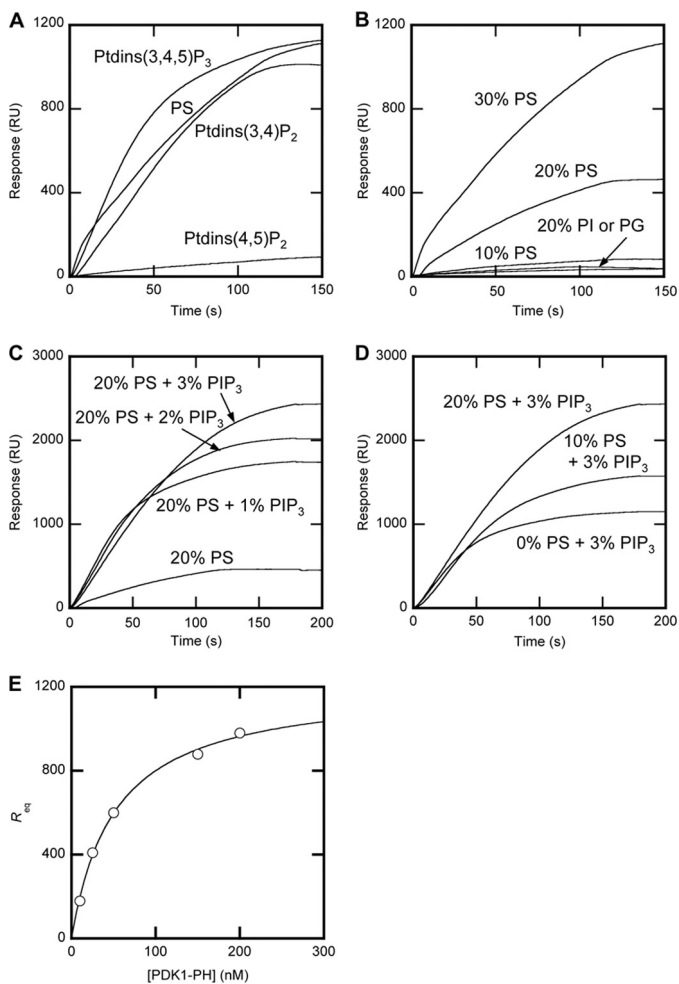 A
1200
800
400
0
Response (RU)
Ptdins(3,4,5)P3
PS
Ptdins(3,4)P2
Ptdins(4,5)P2
0
50
100
150
Time (s)
B
1200
800
400
0
Response (RU)
30% PS
20% PS
20% PI or PG
10% PS
0
50
100
150
Time (s)
C
3000
2000
1000
0
Response (RU)
20% PS + 3% PIP3
20% PS + 2% PIP3
20% PS + 1% PIP3
20% PS
0
50
100
150
200
Time (s)
D
3000
2000
1000
0
Response (RU)
20% PS + 3% PIP3
10% PS
+ 3% PIP3
0% PS + 3% PIP3
0
50
100
150
200
Time (s)
E
1200
800
400
0
Req
0
50
100
150
200
300
[PDK1-PH] (nM)